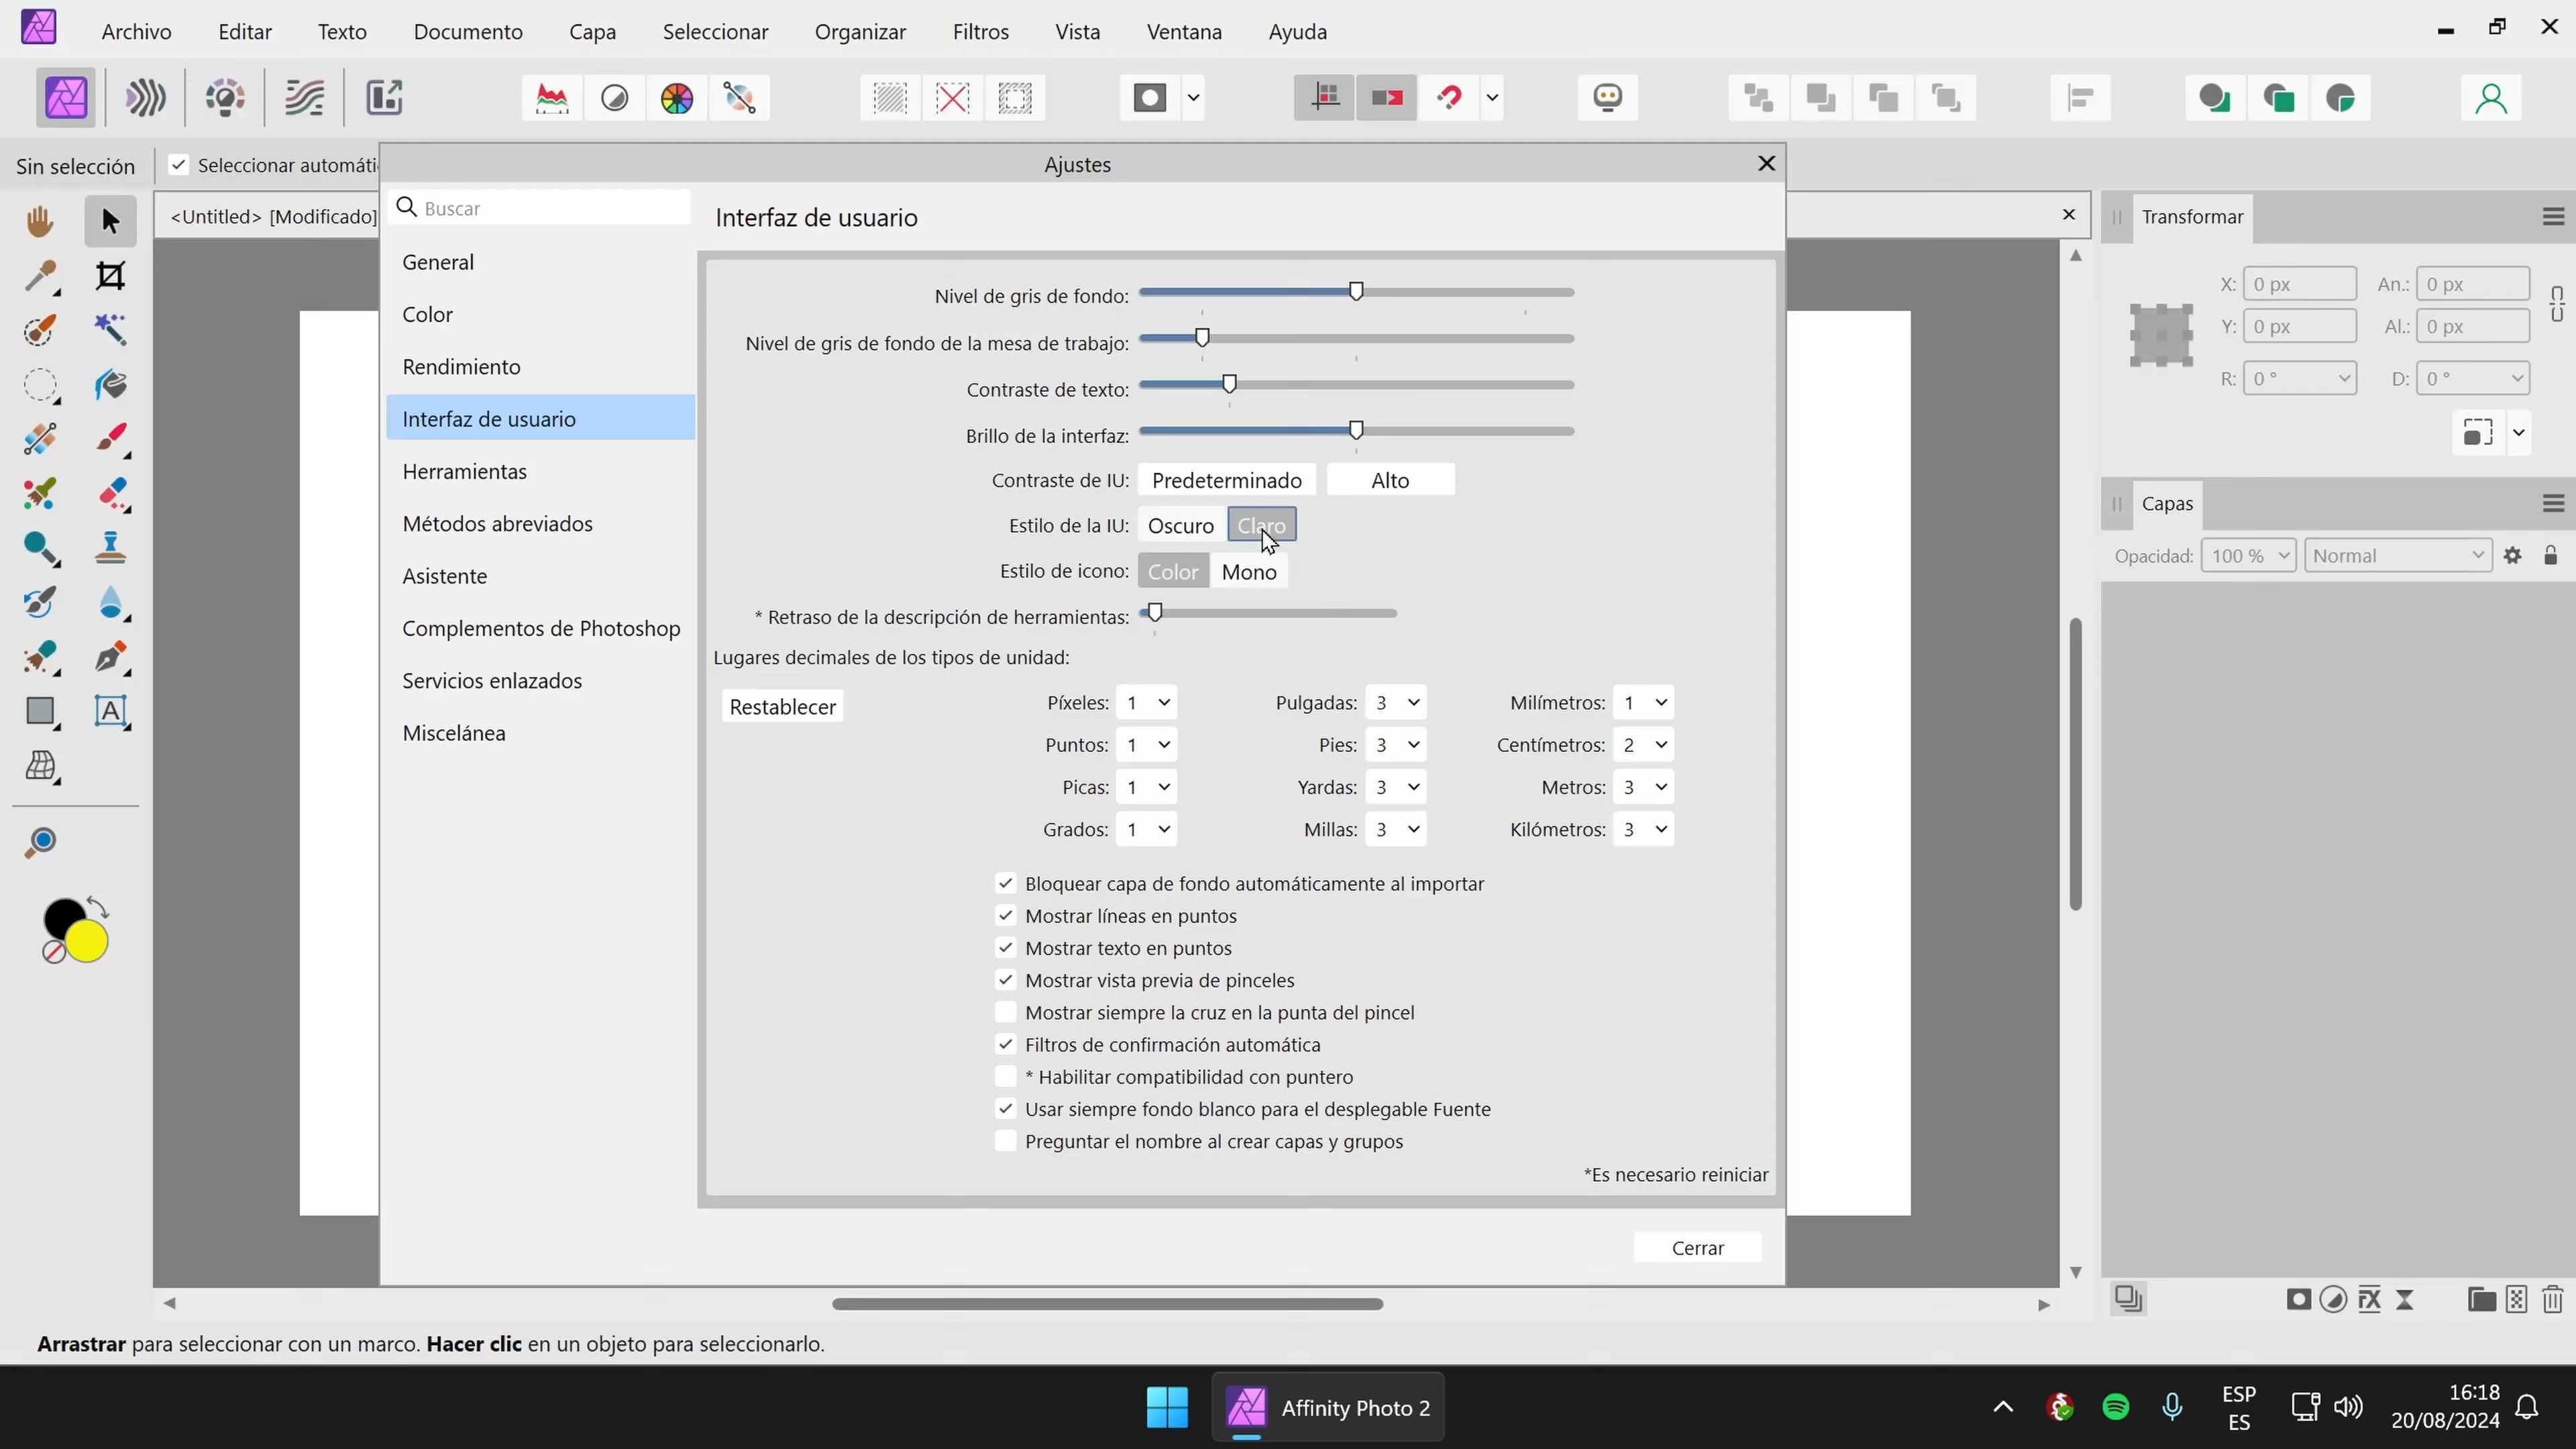 Archivo Editar Texto Documento Capa Seleccionar Organizar Filtros Vista Ventana Ayuda
Sin selección
Seleccionar automáti
Ajustes
<Untitled> [Modificado]
Buscar
Interfaz de usuario
General
Color
Rendimiento
Interfaz de usuario
Herramientas
Métodos abreviados
Asistente
Complementos de Photoshop
Servicios enlazados
Miscelánea
Nivel de gris de fondo:
Nivel de gris de fondo de la mesa de trabajo:
Contraste de texto:
Brillo de la interfaz:
Contraste de IU: Predeterminado Alto
Estilo de la IU: Oscuro Claro
Estilo de icono: Color Mono
* Retraso de la descripción de herramientas:
Lugares decimales de los tipos de unidad:
Restablecer
Píxeles: 1 Pulgadas: 3 Milímetros: 1
Puntos: 1 Pies: 3 Centímetros: 2
Picas: 1 Yardas: 3 Metros: 3
Grados: 1 Millas: 3 Kilómetros: 3
Bloquear capa de fondo automáticamente al importar
Mostrar líneas en puntos
Mostrar texto en puntos
Mostrar vista previa de pinceles
Mostrar siempre la cruz en la punta del pincel
Filtros de confirmación automática
* Habilitar compatibilidad con puntero
Usar siempre fondo blanco para el desplegable Fuente
Preguntar el nombre al crear capas y grupos
*Es necesario reiniciar
Cerrar
Transformar
X: 0 px An.: 0 px
Y: 0 px Al.: 0 px
R: 0 ° D: 0 °
Capas
Opacidad: 100 % Normal
FX
A
Arrastrar para seleccionar con un marco. Hacer clic en un objeto para seleccionarlo.
Affinity Photo 2
ESP
ES
16:18
20/08/2024